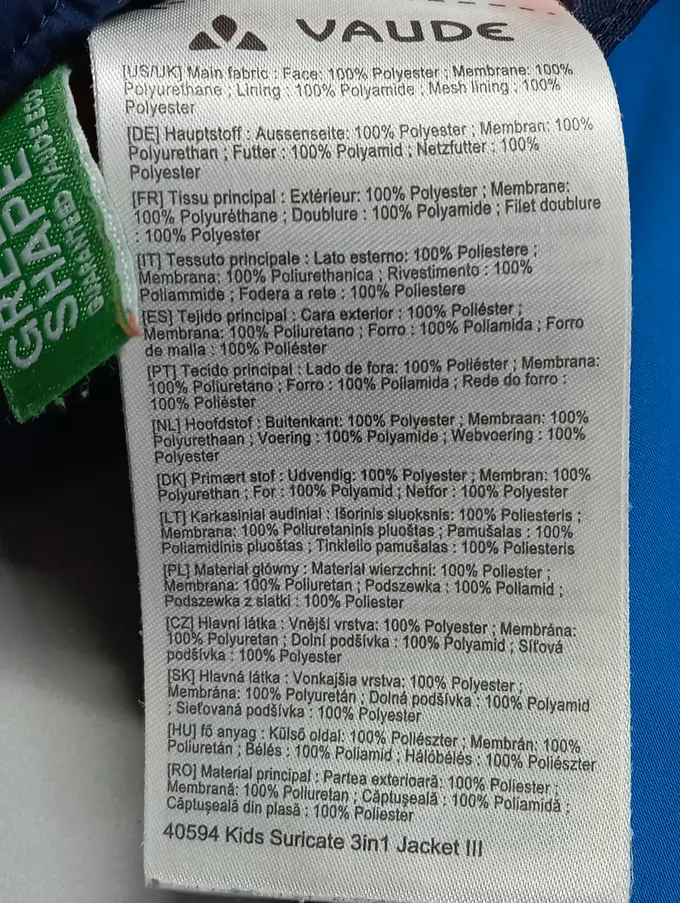 VAUDE
[US/UK] Main fabric : Face: 100% Polyester ; Membrane: 100%
Polyurethane ; Lining : 100% Polyamide ; Mesh lining ; 100%
Polyester
[DE] Hauptstoff : Aussenseite: 100% Polyester ; Membran: 100%
Polyurethan ; Futter : 100% Polyamid ; Netzfutter : 100%
Polyester
[FR] Tissu principal : Extérieur: 100% Polyester ; Membrane:
100% Polyuréthane ; Doublure : 100% Polyamide ; Filet doublure
: 100% Polyester
[IT] Tessuto principale : Lato esterno: 100% Poliestere ;
Membrana: 100% Poliurethanica ; Rivestimento : 100%
Poliammide ; Fodera a rete : 100% Poliestere
[ES] Tejido principal : Cara exterior : 100% Poliéster ;
Membrana: 100% Poliuretano ; Forro : 100% Poliamida ; Forro
de malla : 100% Poliéster
[PT] Tecido principal : Lado de fora: 100% Poliéster ; Membrana:
100% Poliuretano ; Forro : 100% Poliamida ; Rede do forro :
100% Poliéster
[NL] Hoofdstof : Buitenkant: 100% Polyester ; Membraan: 100%
Polyurethaan ; Voering : 100% Polyamide ; Webvoering : 100%
Polyester
[DK] Primært stof : Udvendig: 100% Polyester ; Membran: 100%
Polyurethan ; For : 100% Polyamid ; Netfor : 100% Polyester
[LT] Karkasiniai audiniai : Išorinis sluoksnis: 100% Poliesteris ;
Membrana: 100% Poliuretaninis pluoštas ; Pamušalas : 100%
Poliamidinis pluoštas ; Tinklelio pamušalas : 100% Poliesteris
[PL] Materiał główny : Materiał wierzchni: 100% Poliester ;
Membrana: 100% Poliuretan ; Podszewka : 100% Poliamid ;
Podszewka z siatki : 100% Poliester
[CZ] Hlavní látka : Vnější vrstva: 100% Polyester ; Membrána:
100% Polyuretan ; Dolní podšívka : 100% Polyamid ; Síťová
podšívka : 100% Polyester
[SK] Hlavná látka : Vonkajšia vrstva: 100% Polyester ;
Membrána: 100% Polyuretán ; Dolná podšívka : 100% Polyamid
; Sieťovaná podšívka : 100% Polyester
[HU] fő anyag : Külső oldal: 100% Poliészter ; Membrán: 100%
Poliuretán ; Bélés : 100% Poliamid ; Hálóbélés : 100% Poliészter
[RO] Material principal : Partea exterioară: 100% Poliester ;
Membrană: 100% Poliuretan ; Căptuşeală : 100% Poliamidă ;
Căptuşeală din plasă : 100% Poliester
40594 Kids Suricate 3in1 Jacket III
SHAPE
VAUDE